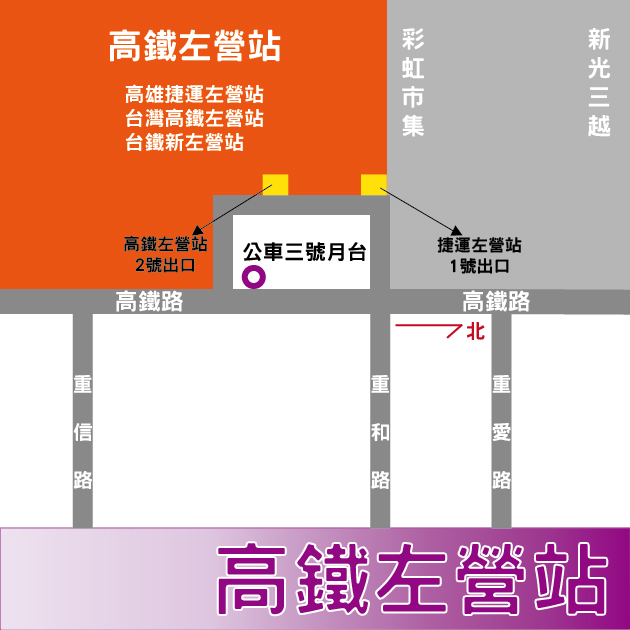 高鐵左營站
高雄捷運左營站
台灣高鐵左營站
台鐵新左營站
彩虹市集
新光三越
高鐵左營站
2號出口
公車三號月台
捷運左營站
1號出口
高鐵路
高鐵路
北
重信路
重和路
重愛路
高鐵左營站